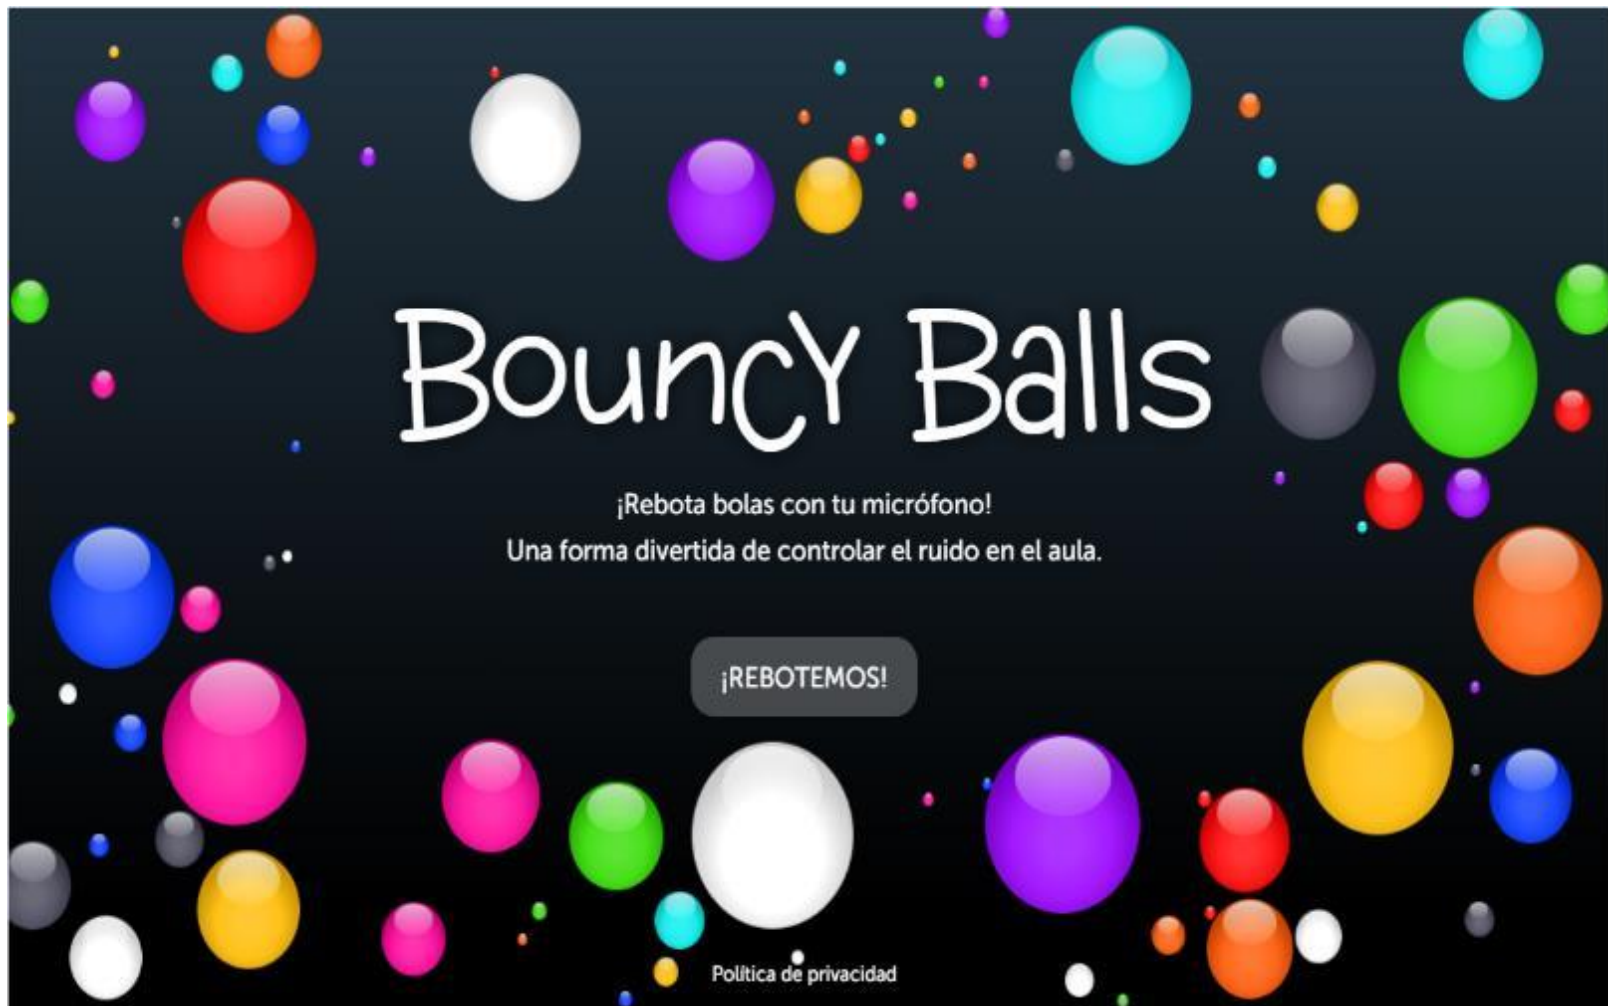 Bouncy Balls
¡Rebota bolas con tu micrófono!
Una forma divertida de controlar el ruido en el aula.
¡REBOTEMOS!
Política de privacidad